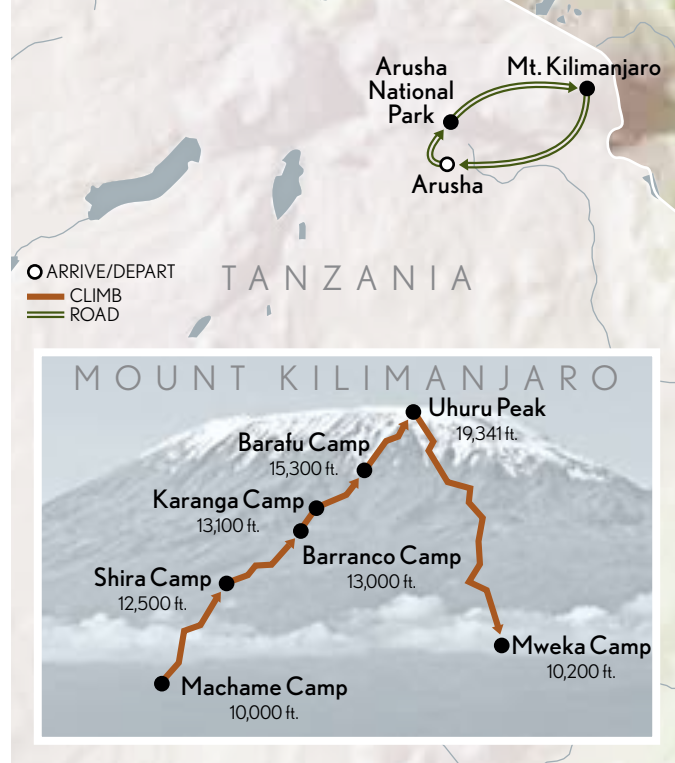 Arusha
National
Park
Mt. Kilimanjaro
Arusha
ARRIVE/DEPART
CLIMB
ROAD
TANZANIA
MOUNT KILIMANJARO
Uhuru Peak
19,341 ft.
Barafu Camp
15,300 ft.
Karanga Camp
13,100 ft.
Barranco Camp
13,000 ft.
Shira Camp
12,500 ft.
Mweka Camp
10,200 ft.
Machame Camp
10,000 ft.